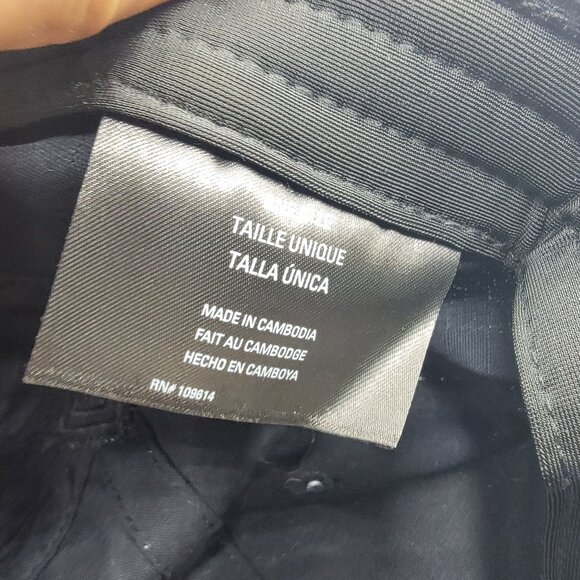 TAILLE UNIQUE
TALLA ÚNICA
MADE IN CAMBODIA
FAIT AU CAMBODGE
HECHO EN CAMBOYA
RN# 109614